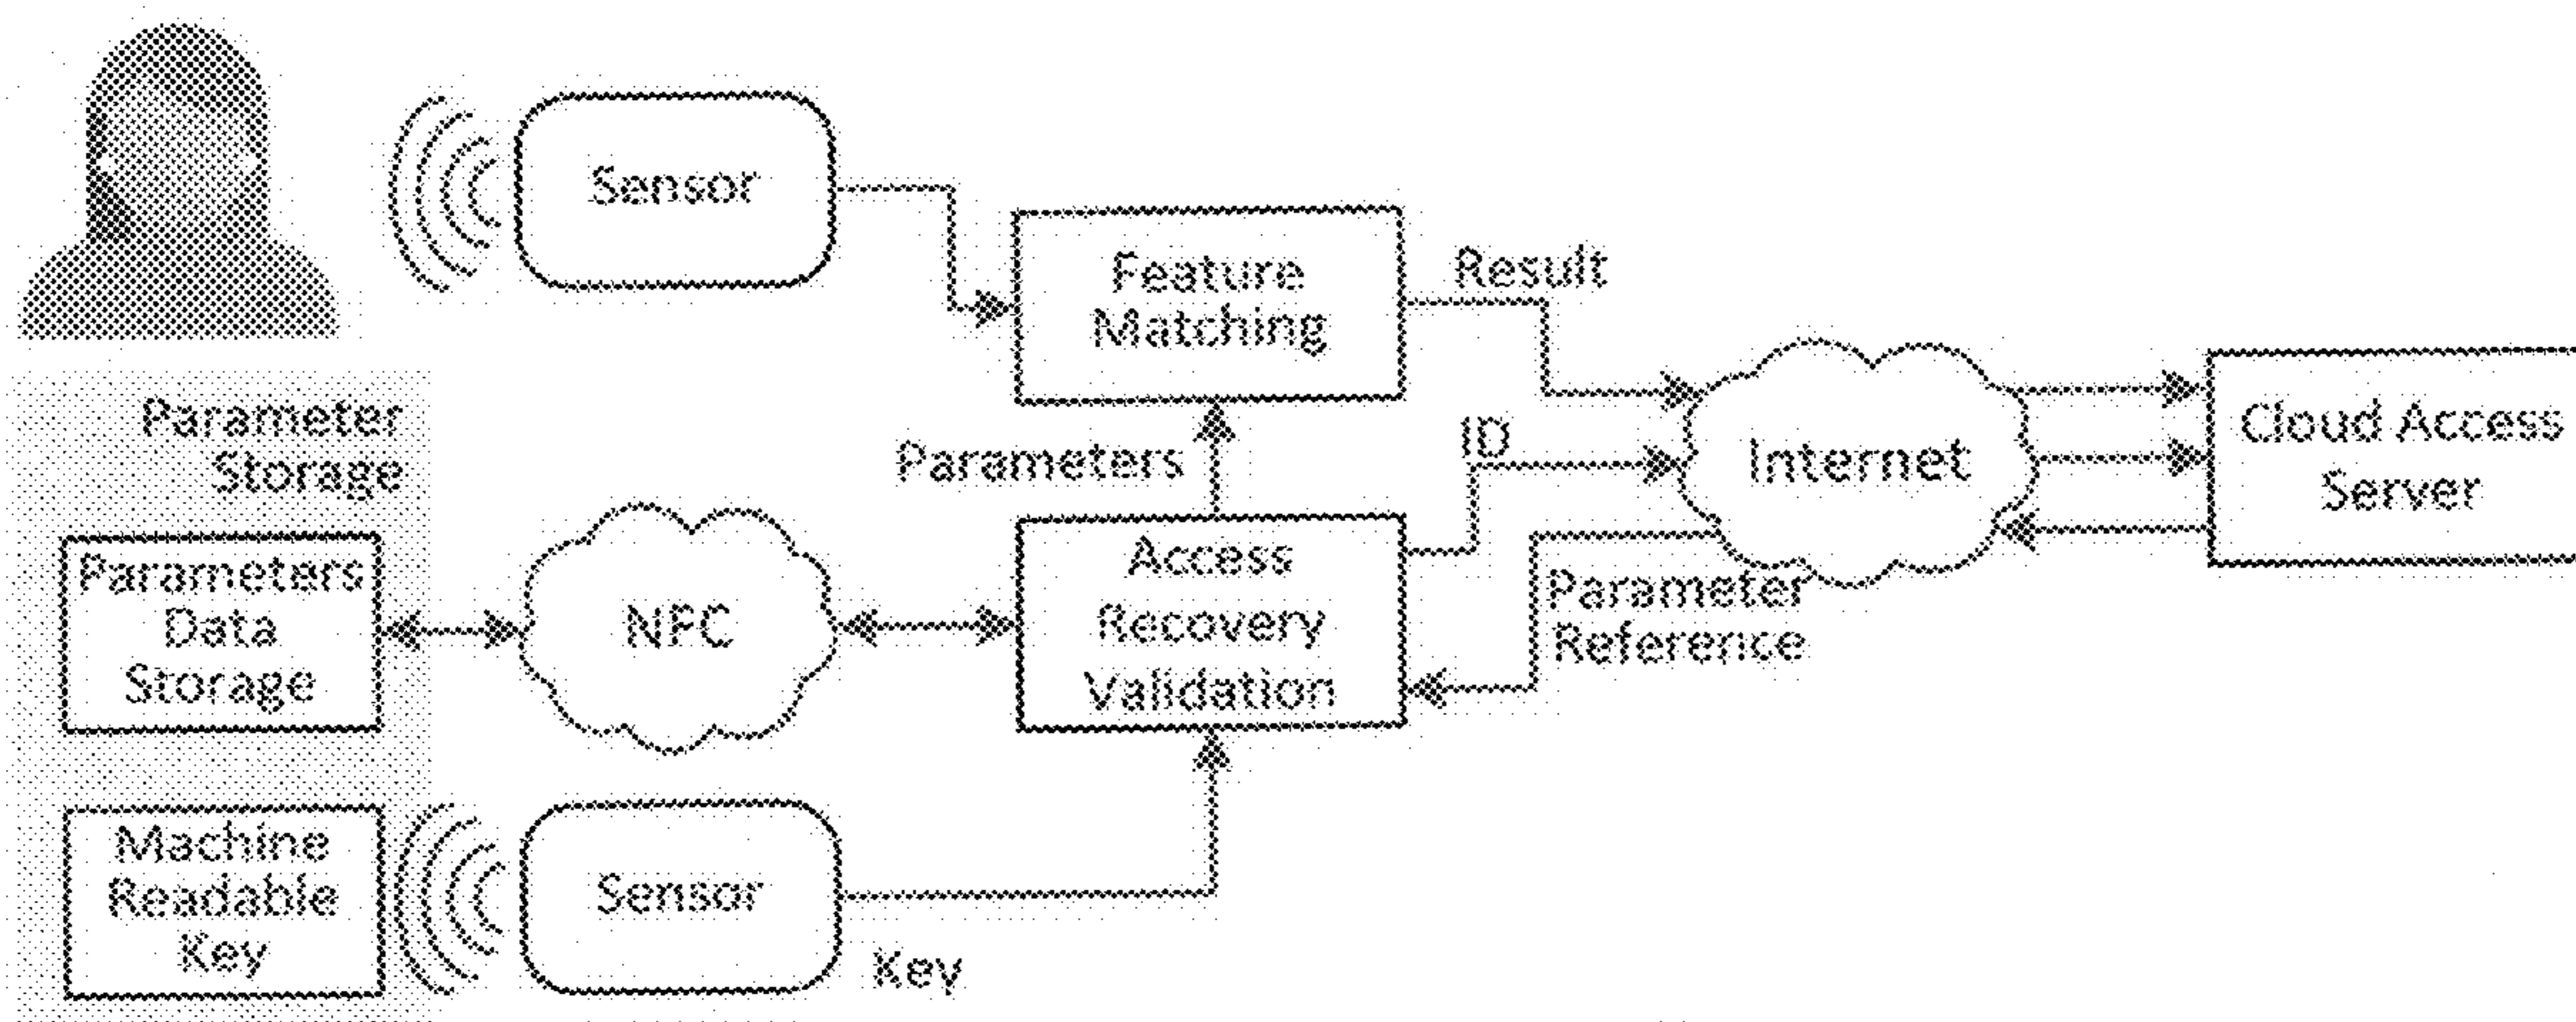 Sensor
Feature
Matching
Result
Parameter
Storage
Parameters
ID
Internet
Cloud Access
Server
Parameters
Data
Storage
NFC
Access
Recovery
Validation
Parameter
Reference
Machine
Readable
Key
Sensor
Key